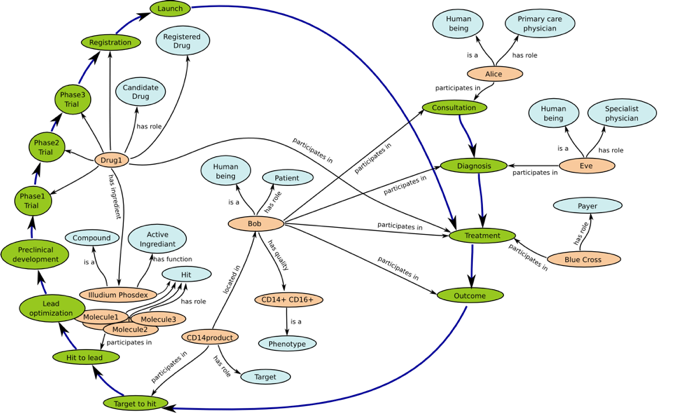 Launch
Registration
Registered
Drug
Human
being
Primary care
physician
is a
has role
Alice
participates in
Phase3
Trial
Candidate
Drug
has role
Consultation
Human
being
Specialist
physician
Phase2
Trial
Drug1
participates in
participates in
is a
has role
Diagnosis
participates in
Eve
Phase1
Trial
has ingredient
Human
being
Patient
is a
has role
participates in
Payer
Bob
participates in
has role
Treatment
Compound
Active
Ingrediant
Preclinical
development
is a
has function
has quality
participates in
participates in
Blue Cross
Hit
located in
Illudium Phosdex
has role
CD14+ CD16+
Outcome
Lead
optimization
Molecule1
Molecule3
Molecule2
is a
participates in
CD14product
Phenotype
Hit to lead
participates in
has role
Target
Target to hit